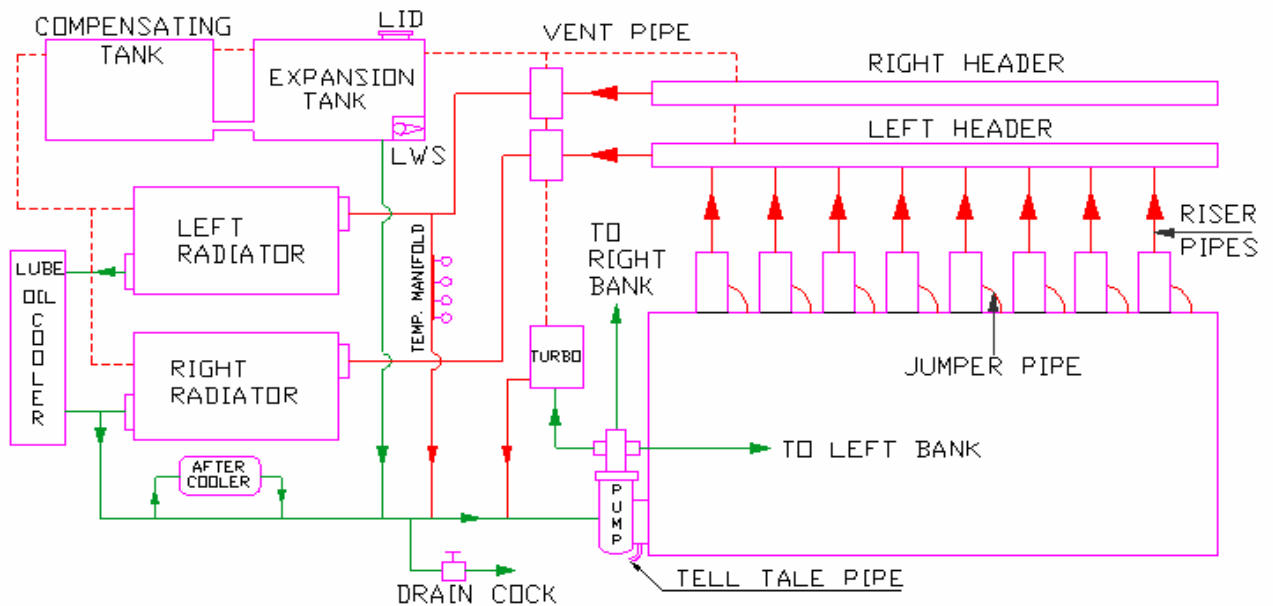 COMPENSATING
TANK
LID
VENT PIPE
EXPANSION
TANK
RIGHT HEADER
LEFT HEADER
LWS
LEFT
RADIATOR
RISER
PIPES
TO
RIGHT
BANK
LUBE
OIL
COOLER
TEMP. MANIFOLD
TURBO
JUMPER PIPE
RIGHT
RADIATOR
TO LEFT BANK
AFTER
COOLER
PUMP
DRAIN COCK
TELL TALE PIPE